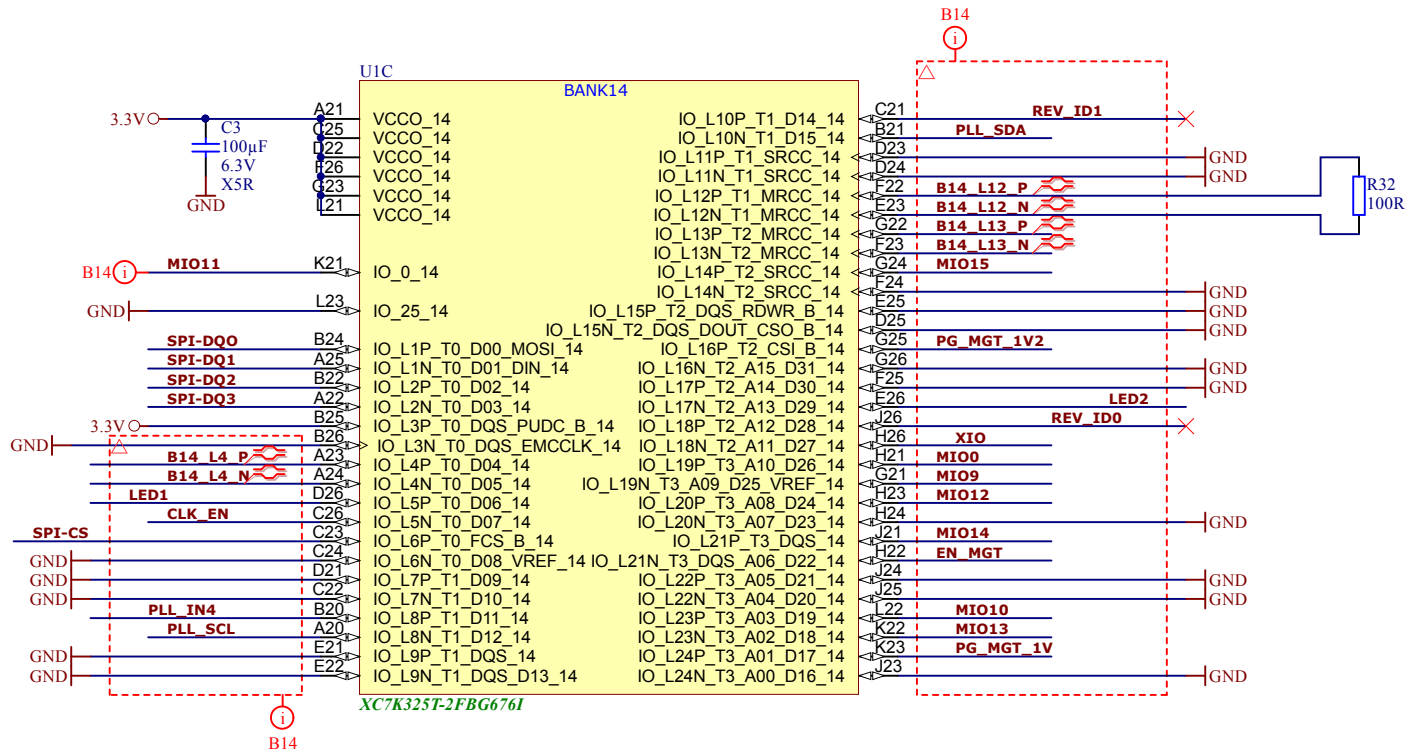 B14
i
U1C
BANK14
3.3V
C3
100µF
6.3V
X5R
GND
A21 VCCO_14
C25 VCCO_14
D22 VCCO_14
F26 VCCO_14
G23 VCCO_14
L21 VCCO_14
B14 i MIO11 K21 IO_0_14
GND L23 IO_25_14
SPI-DQ0 B24 IO_L1P_T0_D00_MOSI_14
SPI-DQ1 A25 IO_L1N_T0_D01_DIN_14
SPI-DQ2 B22 IO_L2P_T0_D02_14
SPI-DQ3 A22 IO_L2N_T0_D03_14
3.3V B25 IO_L3P_T0_DQS_PUDC_B_14
GND B26 IO_L3N_T0_DQS_EMCCLK_14
B14_L4_P A23 IO_L4P_T0_D04_14
B14_L4_N A24 IO_L4N_T0_D05_14
LED1 D26 IO_L5P_T0_D06_14
CLK_EN C26 IO_L5N_T0_D07_14
SPI-CS C23 IO_L6P_T0_FCS_B_14
GND C24 IO_L6N_T0_D08_VREF_14
GND D21 IO_L7P_T1_D09_14
GND C22 IO_L7N_T1_D10_14
PLL_IN4 B20 IO_L8P_T1_D11_14
PLL_SCL A20 IO_L8N_T1_D12_14
GND E21 IO_L9P_T1_DQS_14
GND E22 IO_L9N_T1_DQS_D13_14
IO_L10P_T1_D14_14 C21 REV_ID1
IO_L10N_T1_D15_14 B21 PLL_SDA
IO_L11P_T1_SRCC_14 D23 GND
IO_L11N_T1_SRCC_14 D24 GND
IO_L12P_T1_MRCC_14 F22 B14_L12_P
IO_L12N_T1_MRCC_14 E23 B14_L12_N
R32
100R
IO_L13P_T2_MRCC_14 G22 B14_L13_P
IO_L13N_T2_MRCC_14 F23 B14_L13_N
IO_L14P_T2_SRCC_14 G24 MIO15
IO_L14N_T2_SRCC_14 F24 GND
IO_L15P_T2_DQS_RDWR_B_14 E25 GND
IO_L15N_T2_DQS_DOUT_CSO_B_14 D25 GND
IO_L16P_T2_CSI_B_14 G25 PG_MGT_1V2
IO_L16N_T2_A15_D31_14 G26 GND
IO_L17P_T2_A14_D30_14 F25 GND
IO_L17N_T2_A13_D29_14 E26 LED2
IO_L18P_T2_A12_D28_14 J26 REV_ID0
IO_L18N_T2_A11_D27_14 H26 XIO
IO_L19P_T3_A10_D26_14 H21 MIO0
IO_L19N_T3_A09_D25_VREF_14 G21 MIO9
IO_L20P_T3_A08_D24_14 H23 MIO12
IO_L20N_T3_A07_D23_14 H24 GND
IO_L21P_T3_DQS_14 J21 MIO14
IO_L21N_T3_DQS_A06_D22_14 H22 EN_MGT
IO_L22P_T3_A05_D21_14 J24 GND
IO_L22N_T3_A04_D20_14 J25 GND
IO_L23P_T3_A03_D19_14 L22 MIO10
IO_L23N_T3_A02_D18_14 K22 MIO13
IO_L24P_T3_A01_D17_14 K23 PG_MGT_1V
IO_L24N_T3_A00_D16_14 J23 GND
XC7K325T-2FBG676I
i
B14